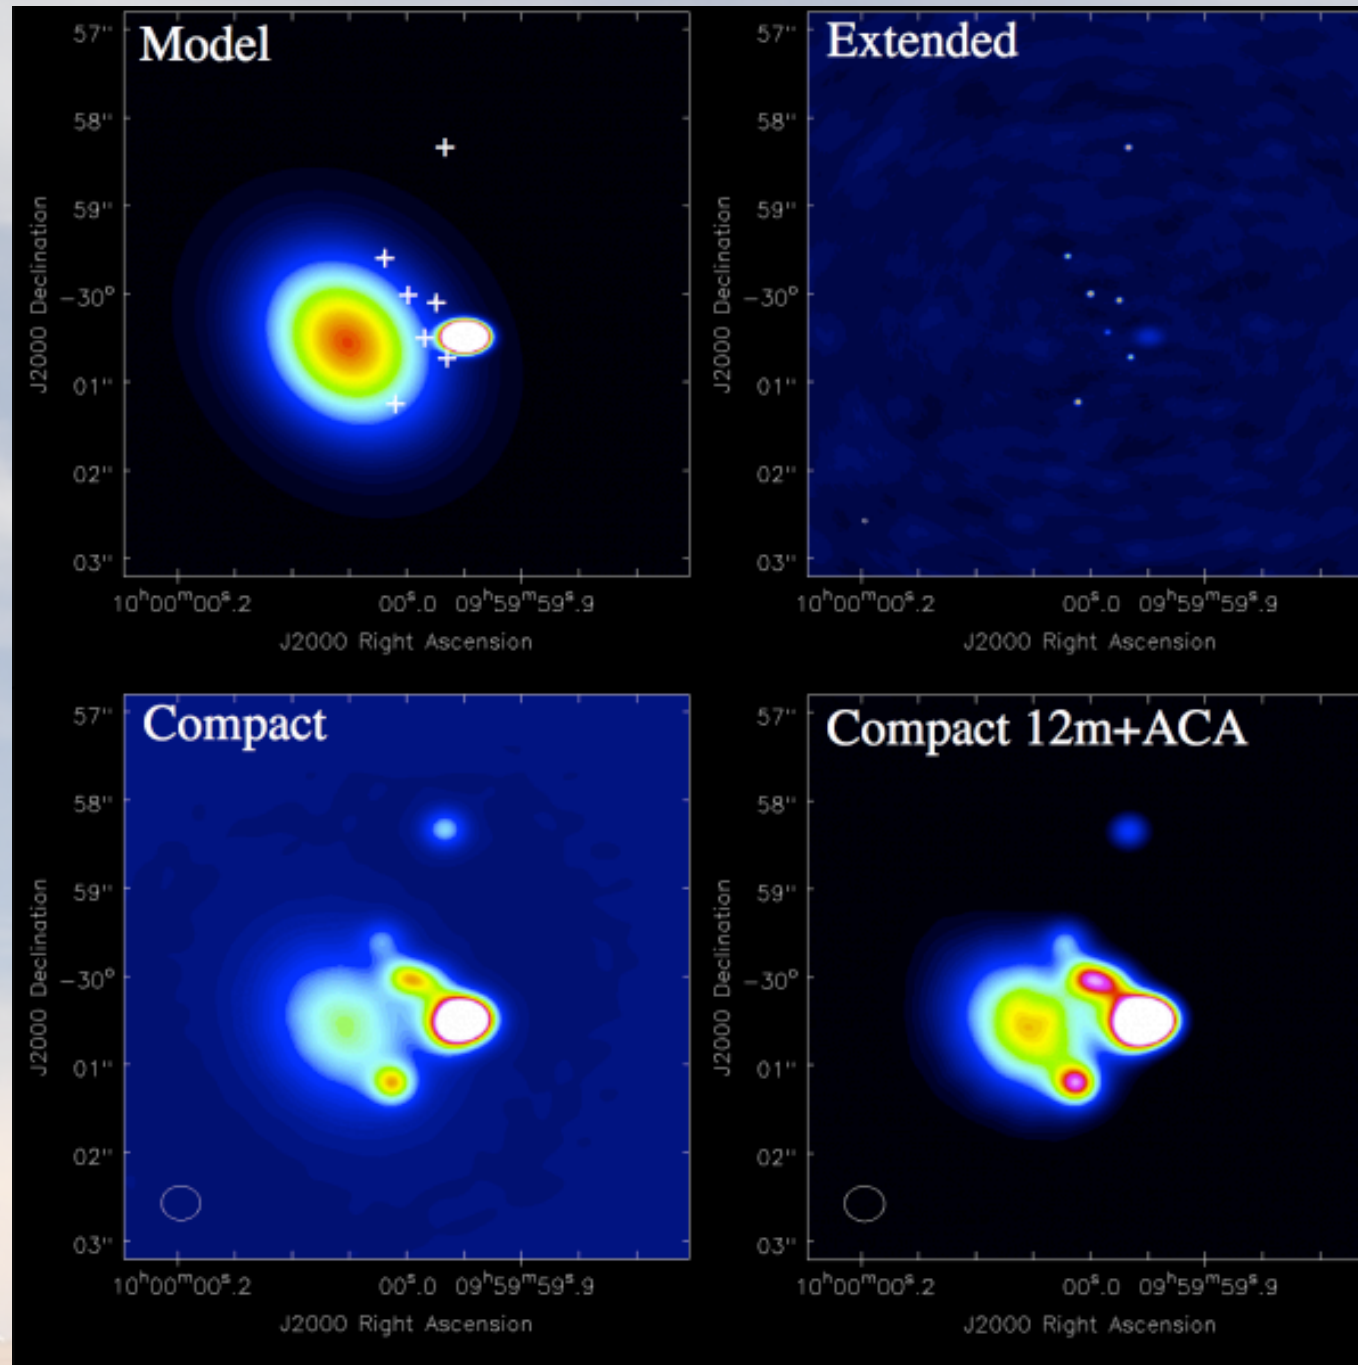 Model
57"
58"
59"
-30°
01"
02"
03"
J2000 Declination
10ʰ00ᵐ00ˢ.2 00ˢ.0 09ʰ59ᵐ59ˢ.9
J2000 Right Ascension
Extended
57"
58"
59"
-30°
01"
02"
03"
J2000 Declination
10ʰ00ᵐ00ˢ.2 00ˢ.0 09ʰ59ᵐ59ˢ.9
J2000 Right Ascension
Compact
57"
58"
59"
-30°
01"
02"
03"
J2000 Declination
10ʰ00ᵐ00ˢ.2 00ˢ.0 09ʰ59ᵐ59ˢ.9
J2000 Right Ascension
Compact 12m+ACA
57"
58"
59"
-30°
01"
02"
03"
J2000 Declination
10ʰ00ᵐ00ˢ.2 00ˢ.0 09ʰ59ᵐ59ˢ.9
J2000 Right Ascension